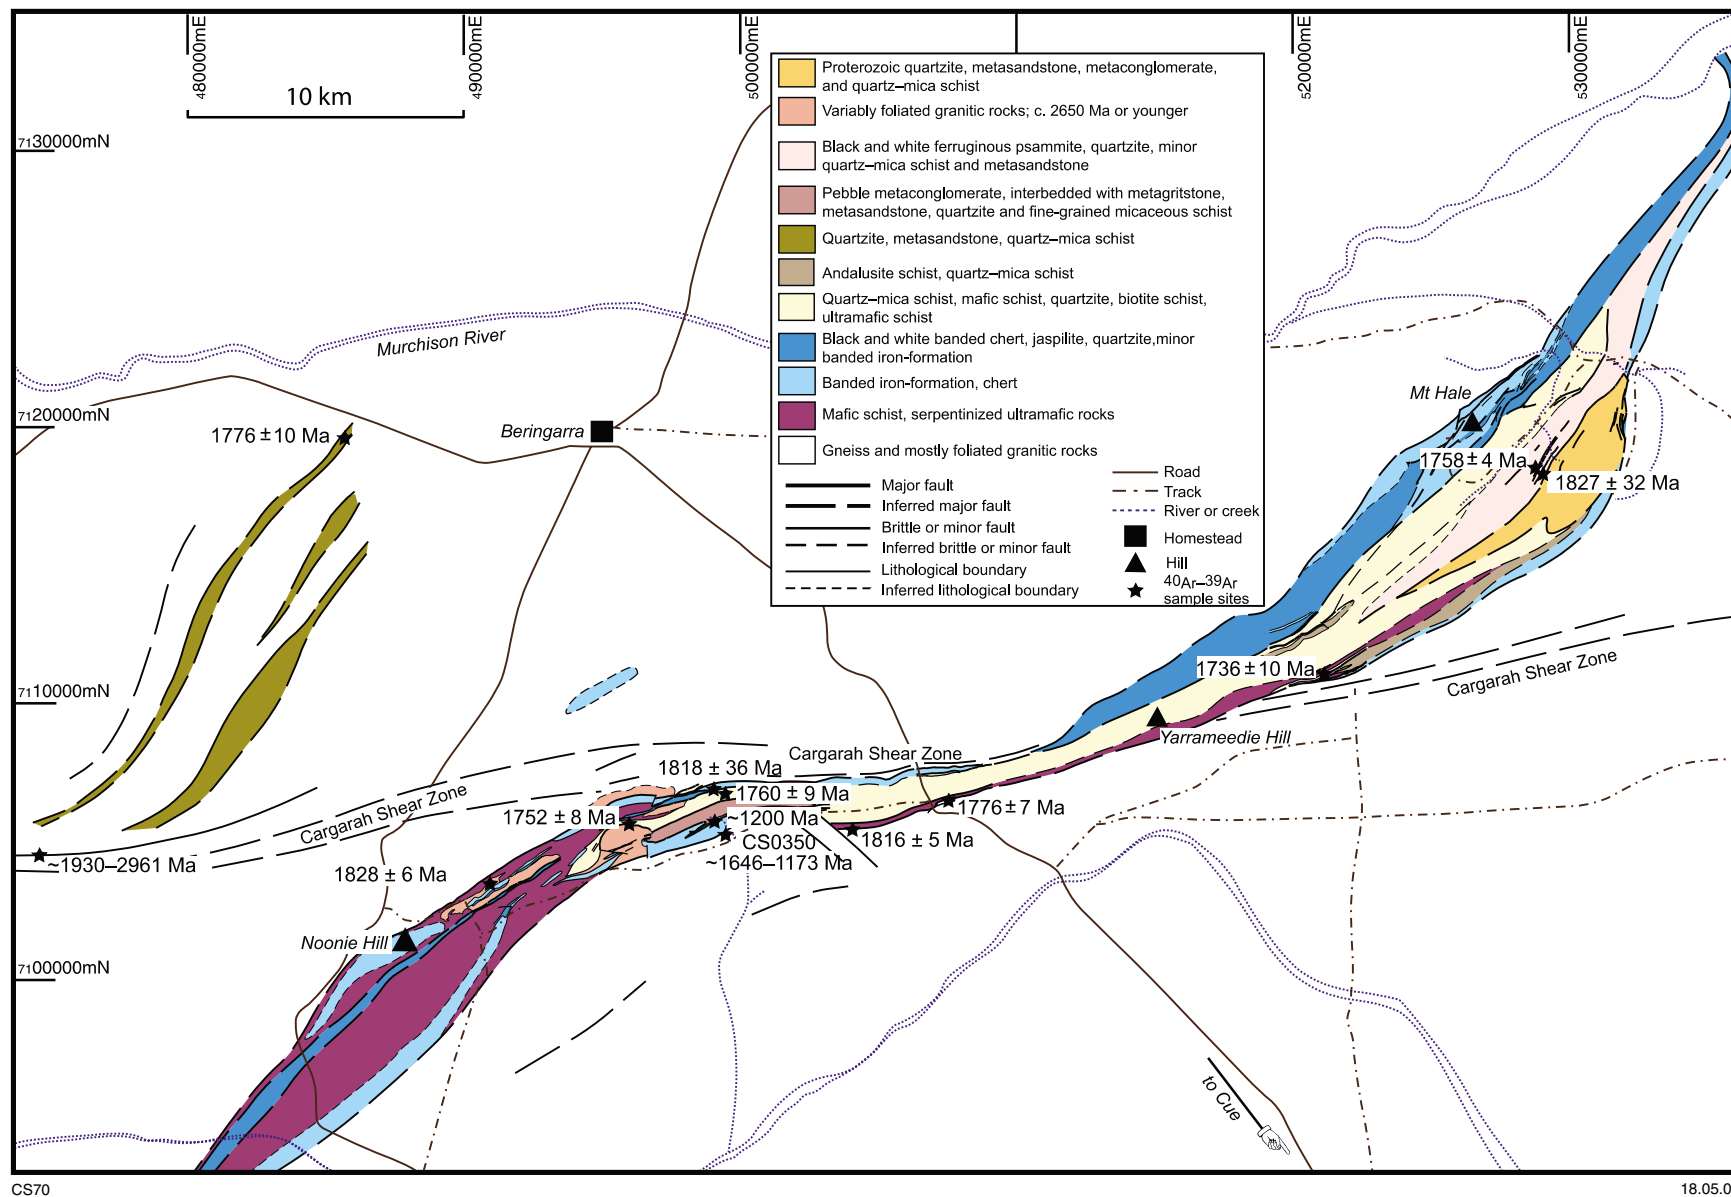 480000mE
490000mE
500000mE
520000mE
530000mE
10 km
7130000mN
7120000mN
7110000mN
7100000mN
Proterozoic quartzite, metasandstone, metaconglomerate,
and quartz–mica schist
Variably foliated granitic rocks; c. 2650 Ma or younger
Black and white ferruginous psammite, quartzite, minor
quartz–mica schist and metasandstone
Pebble metaconglomerate, interbedded with metagritstone,
metasandstone, quartzite and fine-grained micaceous schist
Quartzite, metasandstone, quartz–mica schist
Andalusite schist, quartz–mica schist
Quartz–mica schist, mafic schist, quartzite, biotite schist,
ultramafic schist
Black and white banded chert, jaspilite, quartzite,minor
banded iron-formation
Banded iron-formation, chert
Mafic schist, serpentinized ultramafic rocks
Gneiss and mostly foliated granitic rocks
Major fault
Inferred major fault
Brittle or minor fault
Inferred brittle or minor fault
Lithological boundary
Inferred lithological boundary
Road
Track
River or creek
Homestead
Hill
40Ar–39Ar
sample sites
Murchison River
Beringarra
1776 ± 10 Ma
Mt Hale
1758 ± 4 Ma
1827 ± 32 Ma
1736 ± 10 Ma
Cargarah Shear Zone
Yarrameedie Hill
Cargarah Shear Zone
1818 ± 36 Ma
1760 ± 9 Ma
1776 ± 7 Ma
Cargarah Shear Zone
1752 ± 8 Ma
~1200 Ma
CS0350
~1646–1173 Ma
1816 ± 5 Ma
~1930–2961 Ma
1828 ± 6 Ma
Noonie Hill
to Cue
CS70
18.05.0